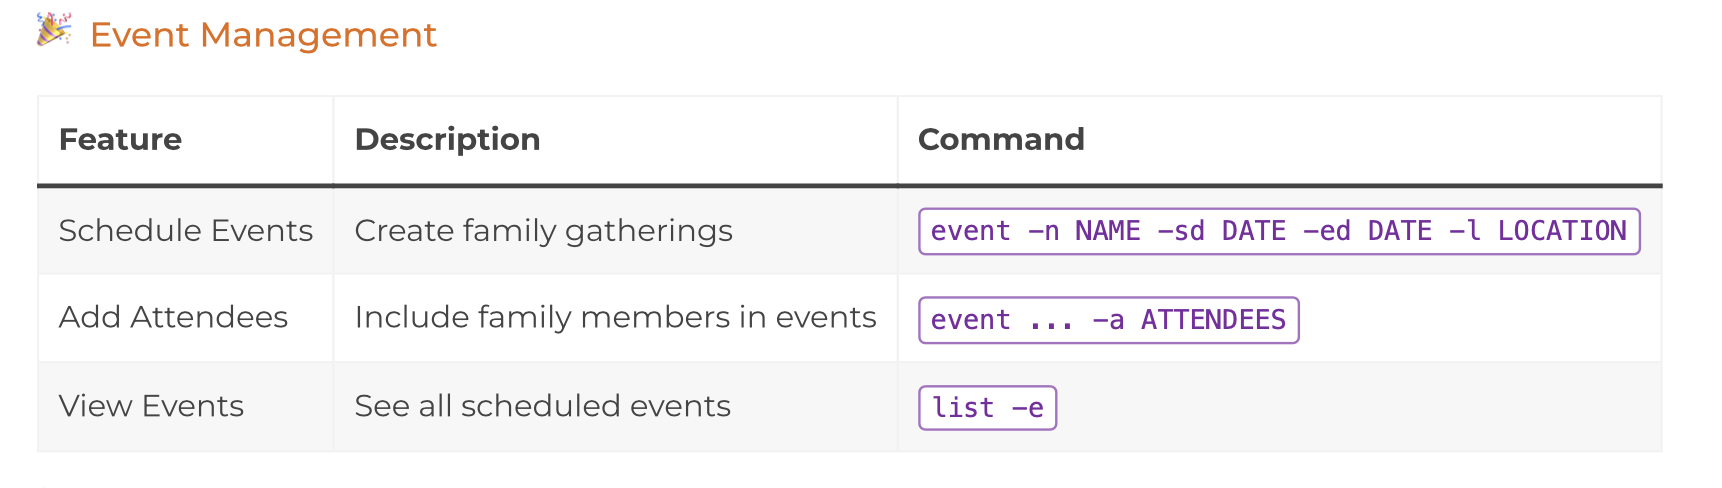 🎉 Event Management
Feature Description Command
Schedule Events Create family gatherings event -n NAME -sd DATE -ed DATE -l LOCATION
Add Attendees Include family members in events event ... -a ATTENDEES
View Events See all scheduled events list -e